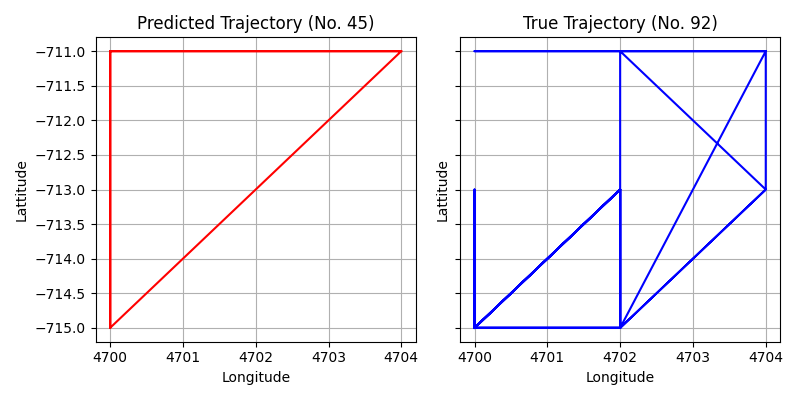 Predicted Trajectory (No. 45)
Lattitude
−711.0
−711.5
−712.0
−712.5
−713.0
−713.5
−714.0
−714.5
−715.0
4700 4701 4702 4703 4704
Longitude
True Trajectory (No. 92)
Lattitude
4700 4701 4702 4703 4704
Longitude